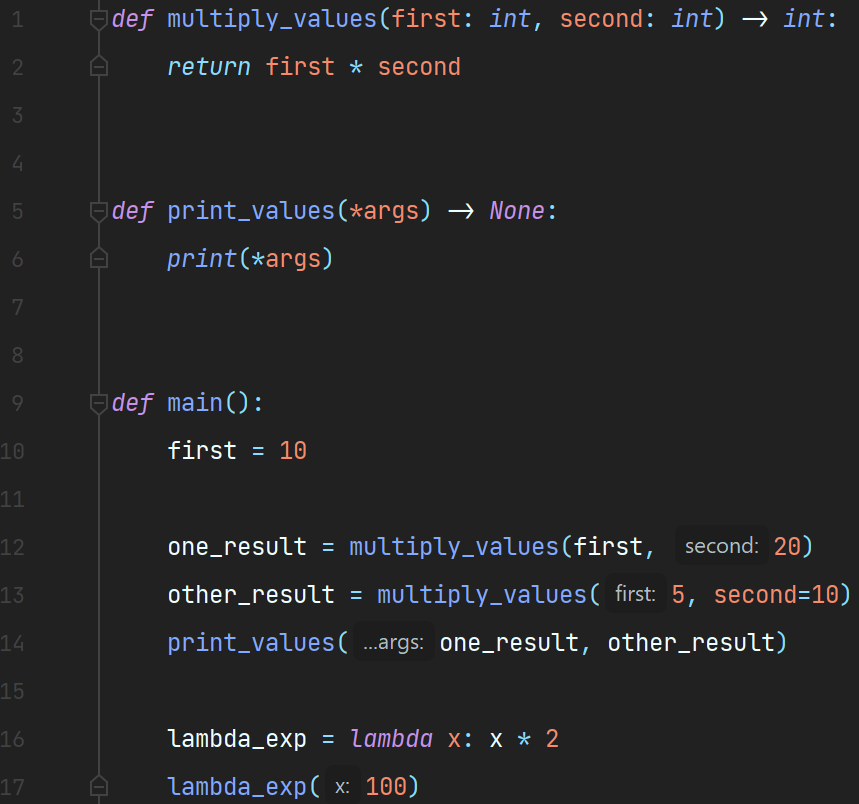 1 def multiply_values(first: int, second: int) -> int:
2     return first * second
3
4
5 def print_values(*args) -> None:
6     print(*args)
7
8
9 def main():
10     first = 10
11
12     one_result = multiply_values(first, second: 20)
13     other_result = multiply_values( first: 5, second=10)
14     print_values( ...args: one_result, other_result)
15
16     lambda_exp = lambda x: x * 2
17     lambda_exp( x: 100)